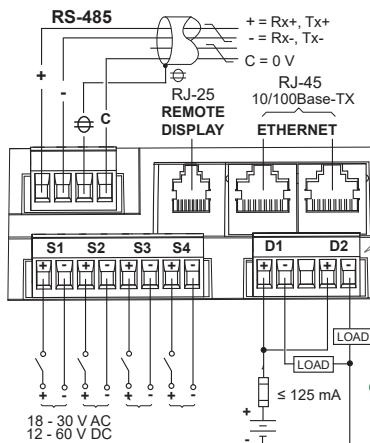 RS-485
+ = Rx+, Tx+
- = Rx-, Tx-
C = 0 V
+ - C
RJ-25
REMOTE
DISPLAY
RJ-45
10/100Base-TX
ETHERNET
S1 S2 S3 S4
+ - + - + - + -
D1 D2
+ - + -
LOAD
LOAD
≤ 125 mA
+
-
+ - + - + - + -
18 - 30 V AC
12 - 60 V DC